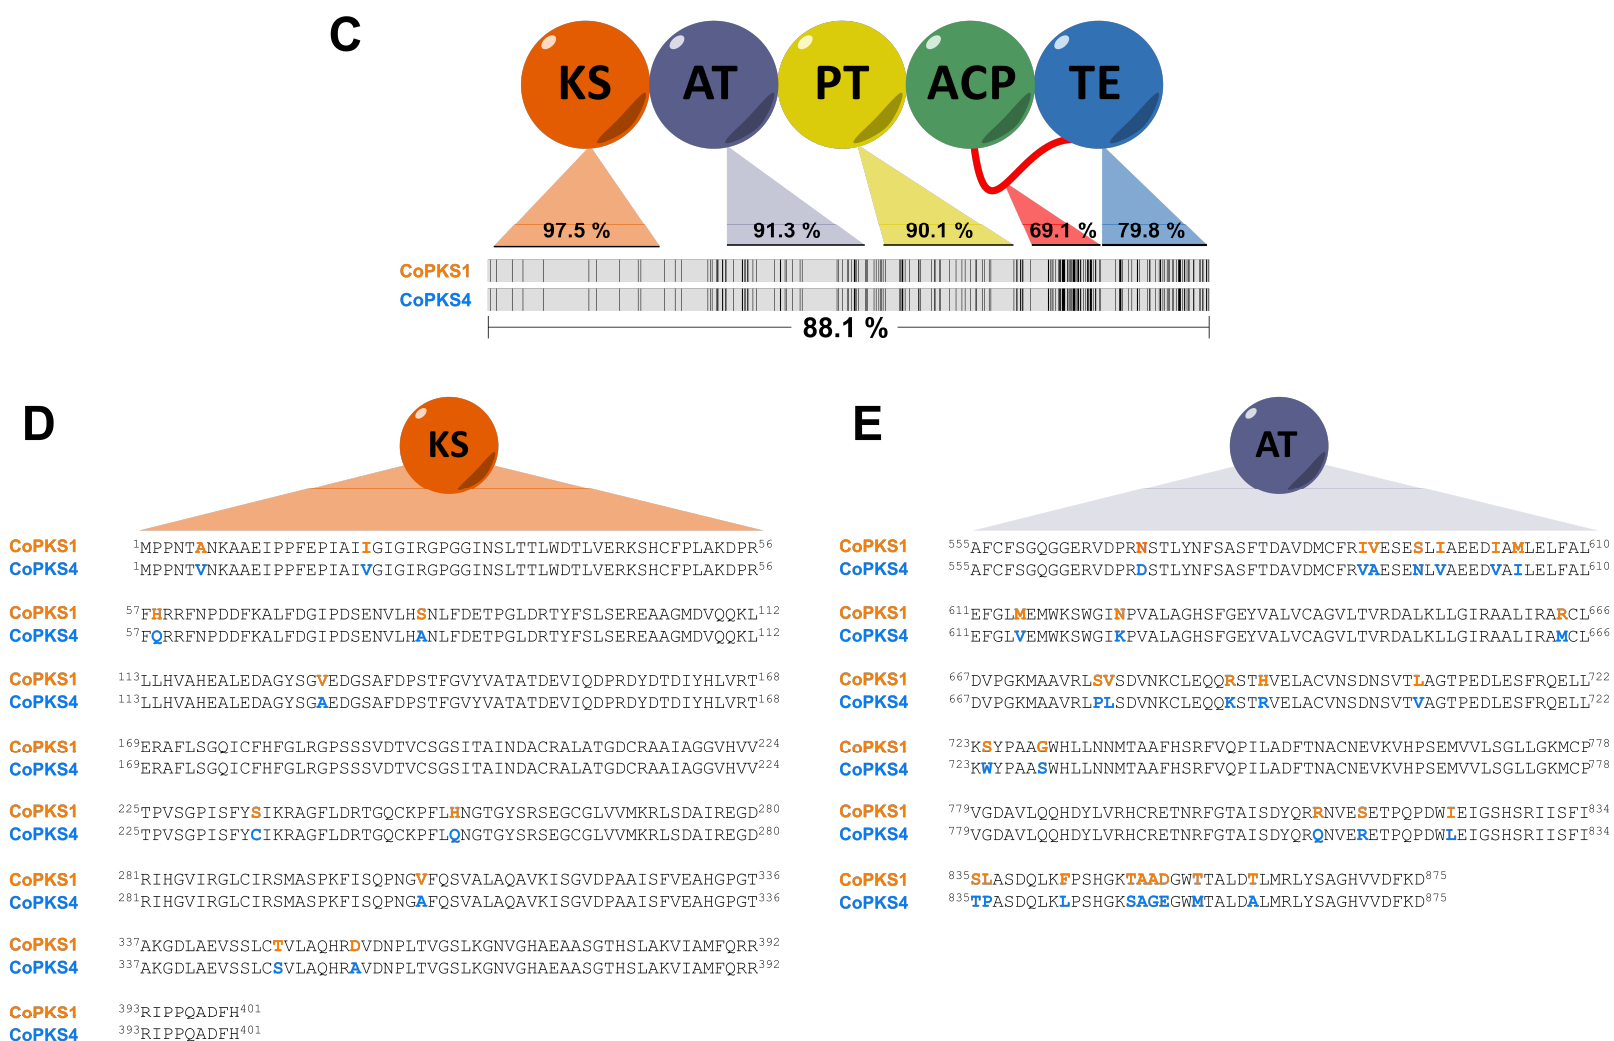 C
KS AT PT ACP TE
97.5 % 91.3 % 90.1 % 69.1 % 79.8 %
CoPKS1
CoPKS4
88.1 %
D
KS
CoPKS1 1MPPNTANKAAEIPPFEPIAIIGIGIRGPGGINSLTTLWDTLVERKSHCFPLAKDPR56
CoPKS4 1MPPNTVNKAAEIPPFEPIAIVGIGIRGPGGINSLTTLWDTLVERKSHCFPLAKDPR56
CoPKS1 57FHRRFNPDDFKALFDGIPDSENVLHSNLFDETPGLDRTYFSLSEREAAGMDVQQKL112
CoPKS4 57FQRRFNPDDFKALFDGIPDSENVLHANLFDETPGLDRTYFSLSEREAAGMDVQQKL112
CoPKS1 113LLHVAHEALEDAGYSGVEDGSAFDPSTFGVYVATATDEVIQDPRDYDTDIYHLVRT168
CoPKS4 113LLHVAHEALEDAGYSGAEDGSAFDPSTFGVYVATATDEVIQDPRDYDTDIYHLVRT168
CoPKS1 169ERAFLSGQICFHFGLRGPSSSVDTVCSGSITAINDACRALATGDCRAAIAGGVHVV224
CoPKS4 169ERAFLSGQICFHFGLRGPSSSVDTVCSGSITAINDACRALATGDCRAAIAGGVHVV224
CoPKS1 225TPVSGPISFYSIKRAGFLDRTGQCKPFLHNGTGYSRSEGCGLVVMKRLSDAIREGD280
CoPKS4 225TPVSGPISFYCIKRAGFLDRTGQCKPFLQNGTGYSRSEGCGLVVMKRLSDAIREGD280
CoPKS1 281RIHGVIRGLCIRSMASPKFISQPNGVFQSVALAQAVKISGVDPAAISFVEAHGPGT336
CoPKS4 281RIHGVIRGLCIRSMASPKFISQPNGAFQSVALAQAVKISGVDPAAISFVEAHGPGT336
CoPKS1 337AKGDLAEVSSLCTVLAQHRDVDNPLTVGSLKGNVGHAEAASGTHSLAKVIAMFQRR392
CoPKS4 337AKGDLAEVSSLCSVLAQHRAVDNPLTVGSLKGNVGHAEAASGTHSLAKVIAMFQRR392
CoPKS1 393RIPPQADFH401
CoPKS4 393RIPPQADFH401
E
AT
CoPKS1 555AFCFSGQGGERVDPRNSTLYNFSASFTDAVDMCFRIVESESLIAEEDIAMLELFAL610
CoPKS4 555AFCFSGQGGERVDPRDSTLYNFSASFTDAVDMCFRVAESENLVAEEDVAILELFAL610
CoPKS1 611EFGLMEMWKSWGINPVALAGHSFGEYVALVCAGVLTVRDALKLLGIRAALIRARCL666
CoPKS4 611EFGLVEMWKSWGIKPVALAGHSFGEYVALVCAGVLTVRDALKLLGIRAALIRAMCL666
CoPKS1 667DVPGKMAAVRLSVSDVNKCLEQQRSTHVELACVNSDNSVTLAGTPEDLESFRQELL722
CoPKS4 667DVPGKMAAVRLPLSDVNKCLEQQKSTRVELACVNSDNSVTVAGTPEDLESFRQELL722
CoPKS1 723KSYPAAGWHLLNNMTAAFHSRFVQPILADFTNACNEVKVHPSEMVVLSGLLGKMCP778
CoPKS4 723KWYPAASWHLLNNMTAAFHSRFVQPILADFTNACNEVKVHPSEMVVLSGLLGKMCP778
CoPKS1 779VGDAVLQQHDYLVRHCRETNRFGTAISDYQRRNVESETPQPDWIEIGSHSRIISFI834
CoPKS4 779VGDAVLQQHDYLVRHCRETNRFGTAISDYQRQNVERETPQPDWLEIGSHSRIISFI834
CoPKS1 835SLASDQLKFPSHGKTAADGWTTALDTLMRLYSAGHVVDFKD875
CoPKS4 835TPASDQLKLPSHGKSAGEGWMTALDALMRLYSAGHVVDFKD875